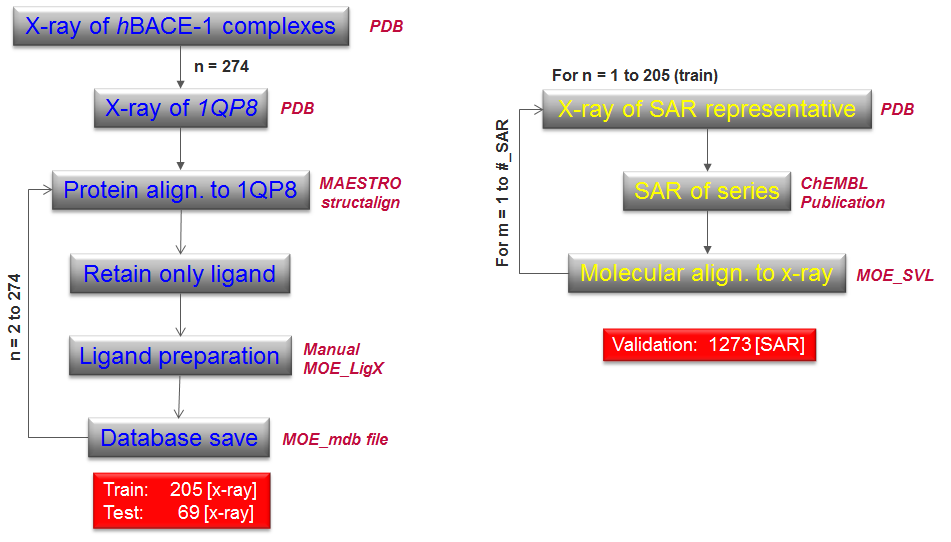 X-ray of hBACE-1 complexes
PDB
n = 274
X-ray of 1QP8
PDB
Protein align. to 1QP8
MAESTRO
structalign
Retain only ligand
Ligand preparation
Manual
MOE_LigX
Database save
MOE_mdb file
n = 2 to 274
Train: 205 [x-ray]
Test: 69 [x-ray]
For n = 1 to 205 (train)
X-ray of SAR representative
PDB
For m = 1 to #_SAR
SAR of series
ChEMBL
Publication
Molecular align. to x-ray
MOE_SVL
Validation: 1273 [SAR]